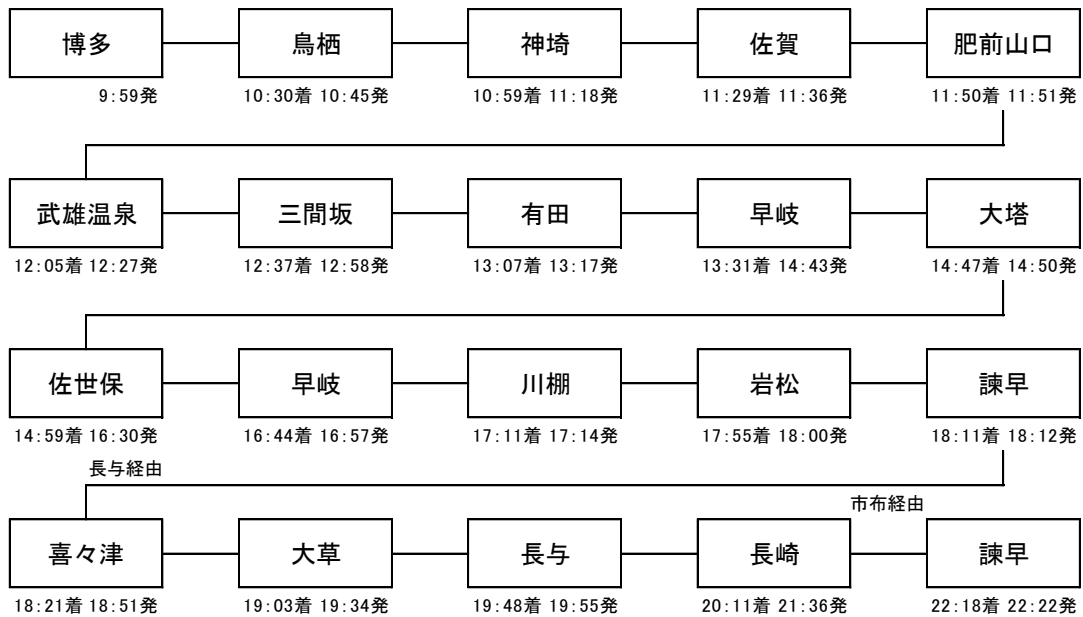 博多 鳥栖 神埼 佐賀 肥前山口
9:59発 10:30着 10:45発 10:59着 11:18発 11:29着 11:36発 11:50着 11:51発
武雄温泉 三間坂 有田 早岐 大塔
12:05着 12:27発 12:37着 12:58発 13:07着 13:17発 13:31着 14:43発 14:47着 14:50発
佐世保 早岐 川棚 岩松 諫早
14:59着 16:30発 16:44着 16:57発 17:11着 17:14発 17:55着 18:00発 18:11着 18:12発
長与経由
市布経由
喜々津 大草 長与 長崎 諫早
18:21着 18:51発 19:03着 19:34発 19:48着 19:55発 20:11着 21:36発 22:18着 22:22発